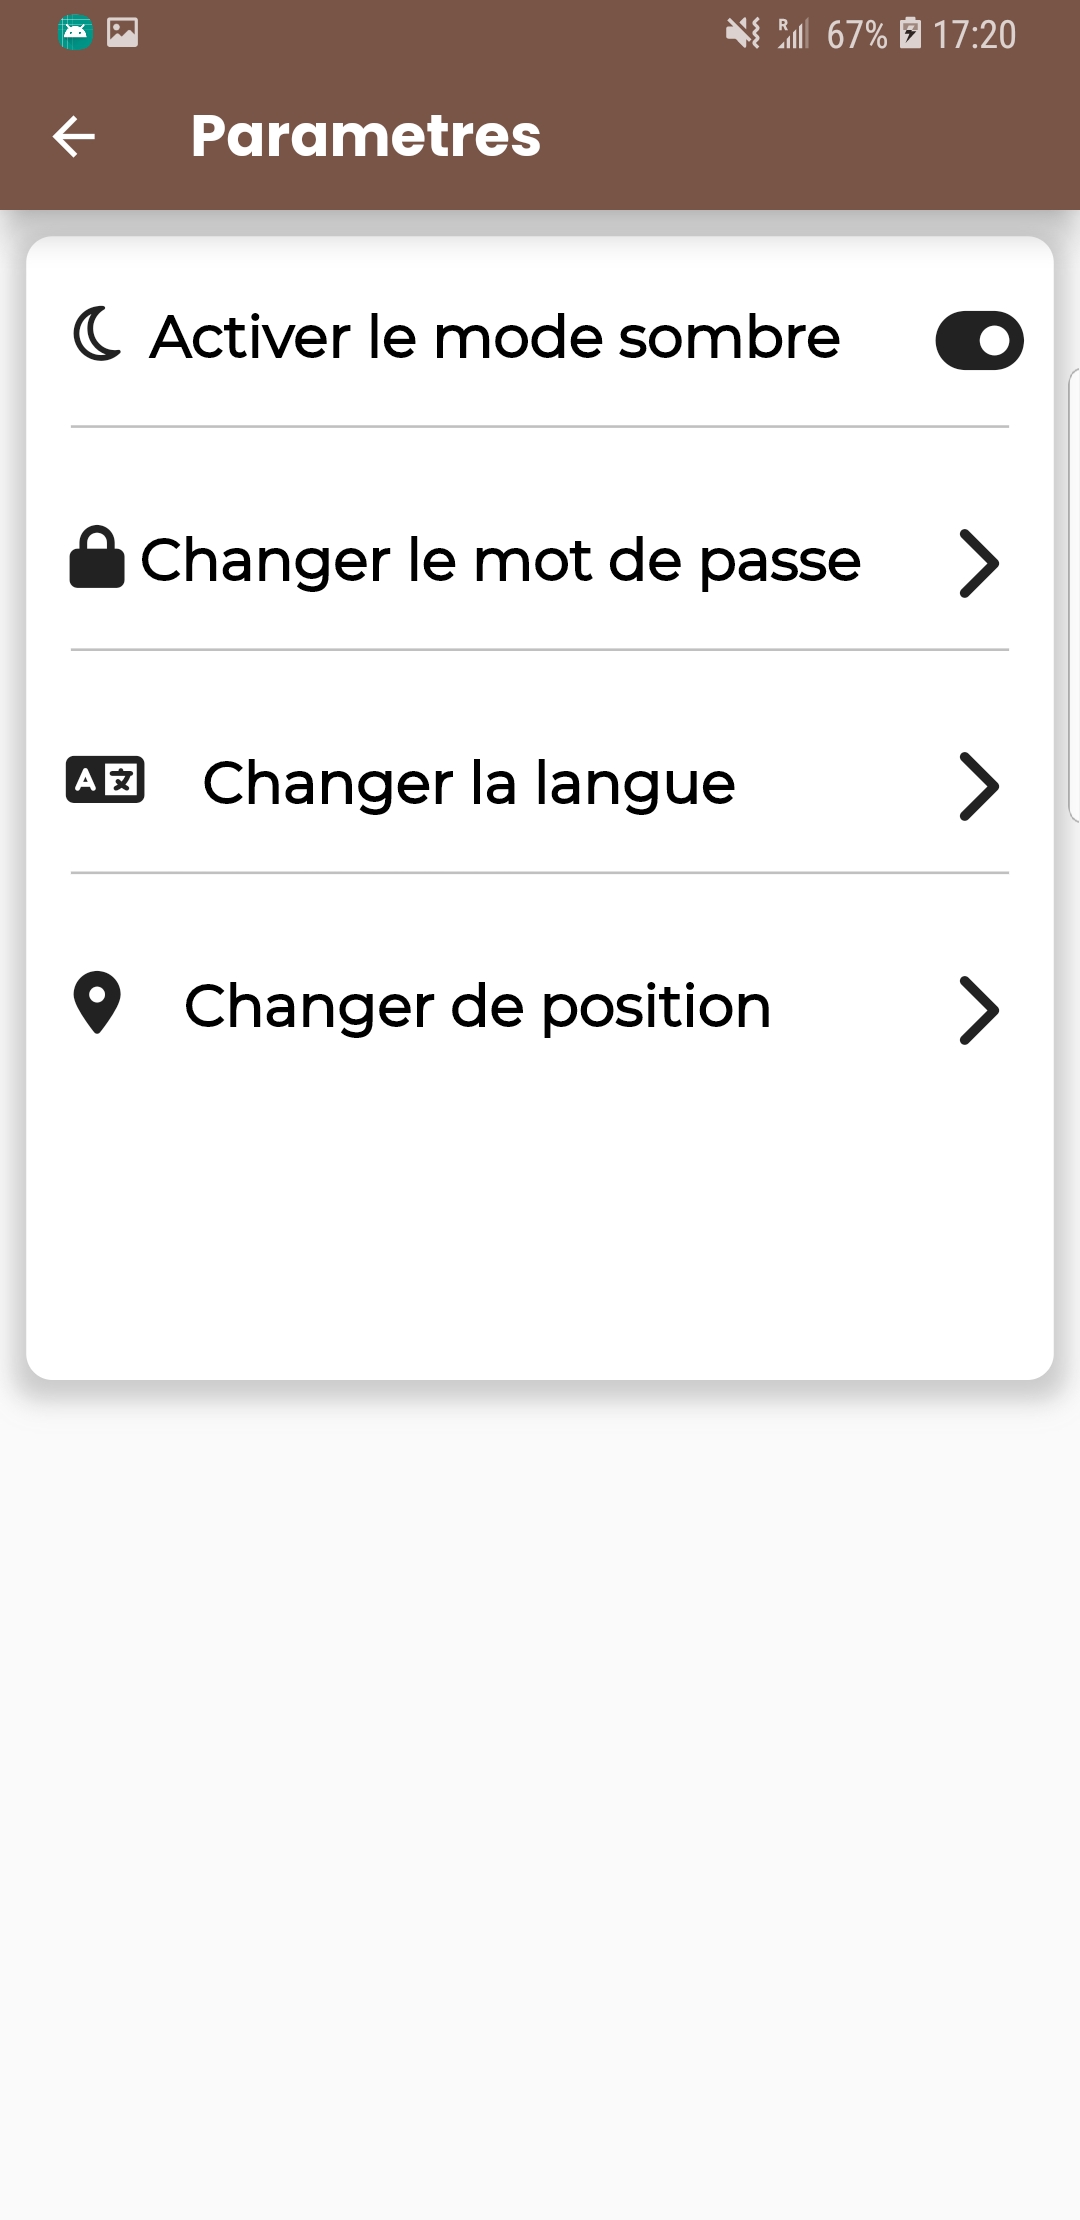 R 67% 17:20
Parametres
Activer le mode sombre
Changer le mot de passe
A 文 Changer la langue
Changer de position